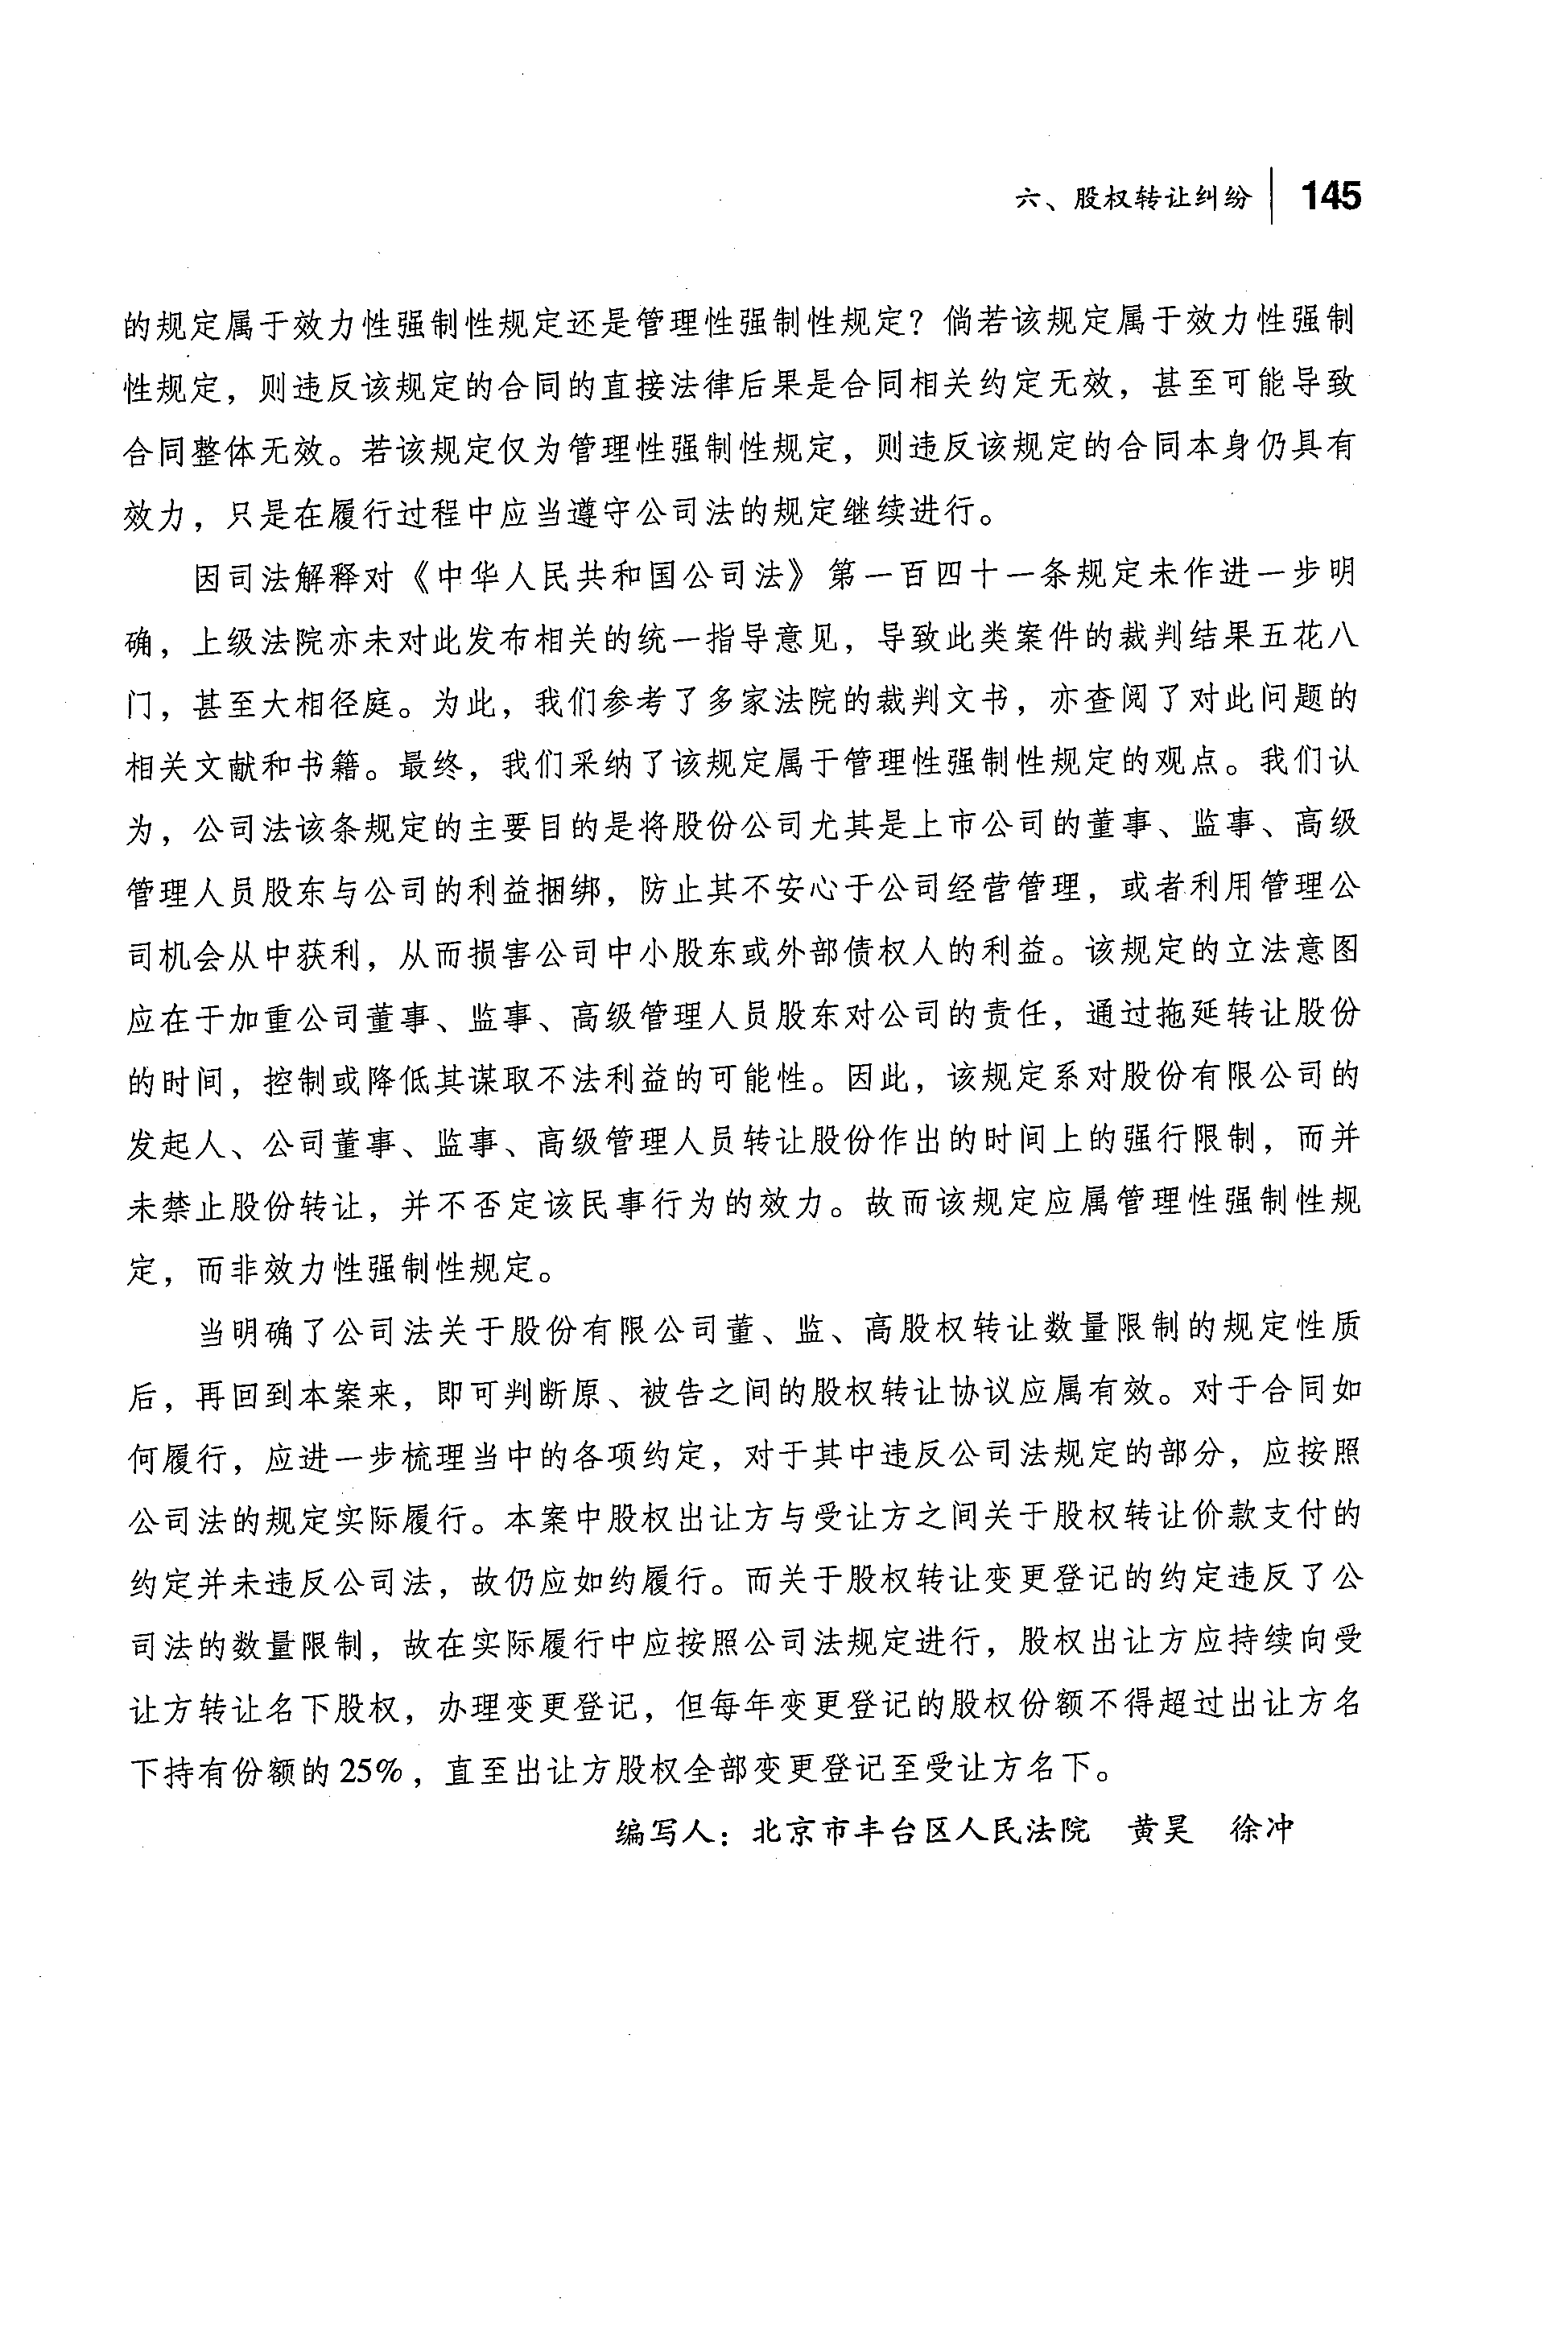 六、股权转让纠纷 145
的规定属于效力性强制性规定还是管理性强制性规定？倘若该规定属于效力性强制
性规定，则违反该规定的合同的直接法律后果是合同相关约定无效，甚至可能导致
合同整体无效。若该规定仅为管理性强制性规定，则违反该规定的合同本身仍具有
效力，只是在履行过程中应当遵守公司法的规定继续进行。
因司法解释对《中华人民共和国公司法》第一百四十一条规定未作进一步明
确，上级法院亦未对此发布相关的统一指导意见，导致此类案件的裁判结果五花八
门，甚至大相径庭。为此，我们参考了多家法院的裁判文书，亦查阅了对此问题的
相关文献和书籍。最终，我们采纳了该规定属于管理性强制性规定的观点。我们认
为，公司法该条规定的主要目的是将股份公司尤其是上市公司的董事、监事、高级
管理人员股东与公司的利益捆绑，防止其不安心于公司经营管理，或者利用管理公
司机会从中获利，从而损害公司中小股东或外部债权人的利益。该规定的立法意图
应在于加重公司董事、监事、高级管理人员股东对公司的责任，通过拖延转让股份
的时间，控制或降低其谋取不法利益的可能性。因此，该规定系对股份有限公司的
发起人、公司董事、监事、高级管理人员转让股份作出的时间上的强行限制，而并
未禁止股份转让，并不否定该民事行为的效力。故而该规定应属管理性强制性规
定，而非效力性强制性规定。
当明确了公司法关于股份有限公司董、监、高股权转让数量限制的规定性质
后，再回到本案来，即可判断原、被告之间的股权转让协议应属有效。对于合同如
何履行，应进一步梳理当中的各项约定，对于其中违反公司法规定的部分，应按照
公司法的规定实际履行。本案中股权出让方与受让方之间关于股权转让价款支付的
约定并未违反公司法，故仍应如约履行。而关于股权转让变更登记的约定违反了公
司法的数量限制，故在实际履行中应按照公司法规定进行，股权出让方应持续向受
让方转让名下股权，办理变更登记，但每年变更登记的股权份额不得超过出让方名
下持有份额的25%，直至出让方股权全部变更登记至受让方名下。
编写人：北京市丰台区人民法院 黄昊 徐冲